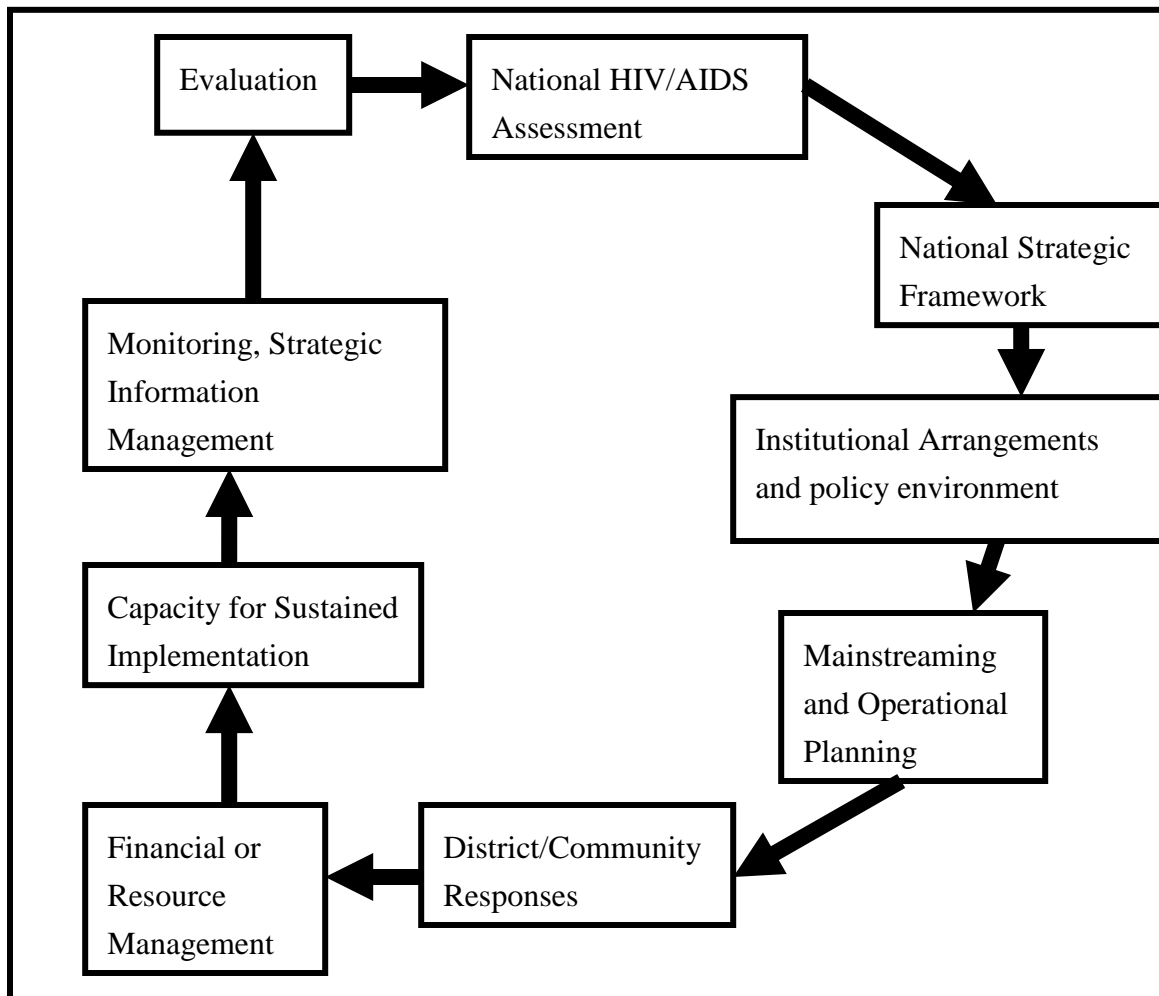 Evaluation
National HIV/AIDS
Assessment
National Strategic
Framework
Institutional Arrangements
and policy environment
Mainstreaming
and Operational
Planning
District/Community
Responses
Financial or
Resource
Management
Capacity for Sustained
Implementation
Monitoring, Strategic
Information
Management